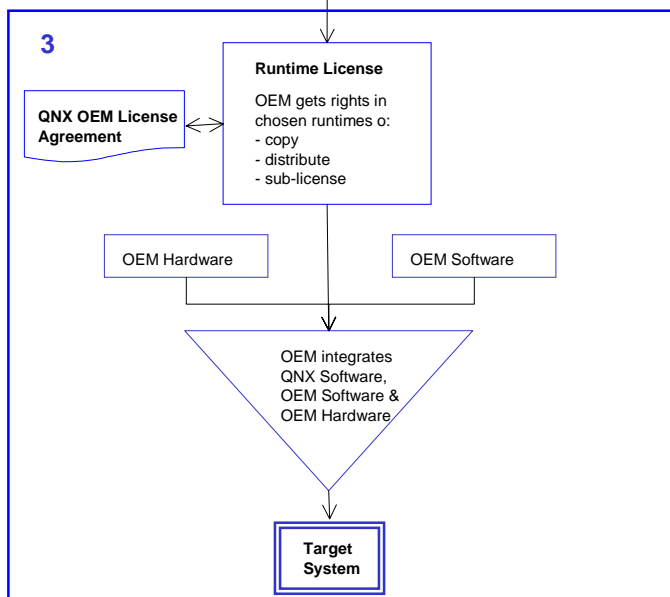 3
Runtime License
OEM gets rights in
chosen runtimes o:
- copy
- distribute
- sub-license
QNX OEM License
Agreement
OEM Hardware
OEM Software
OEM integrates
QNX Software,
OEM Software &
OEM Hardware
Target
System